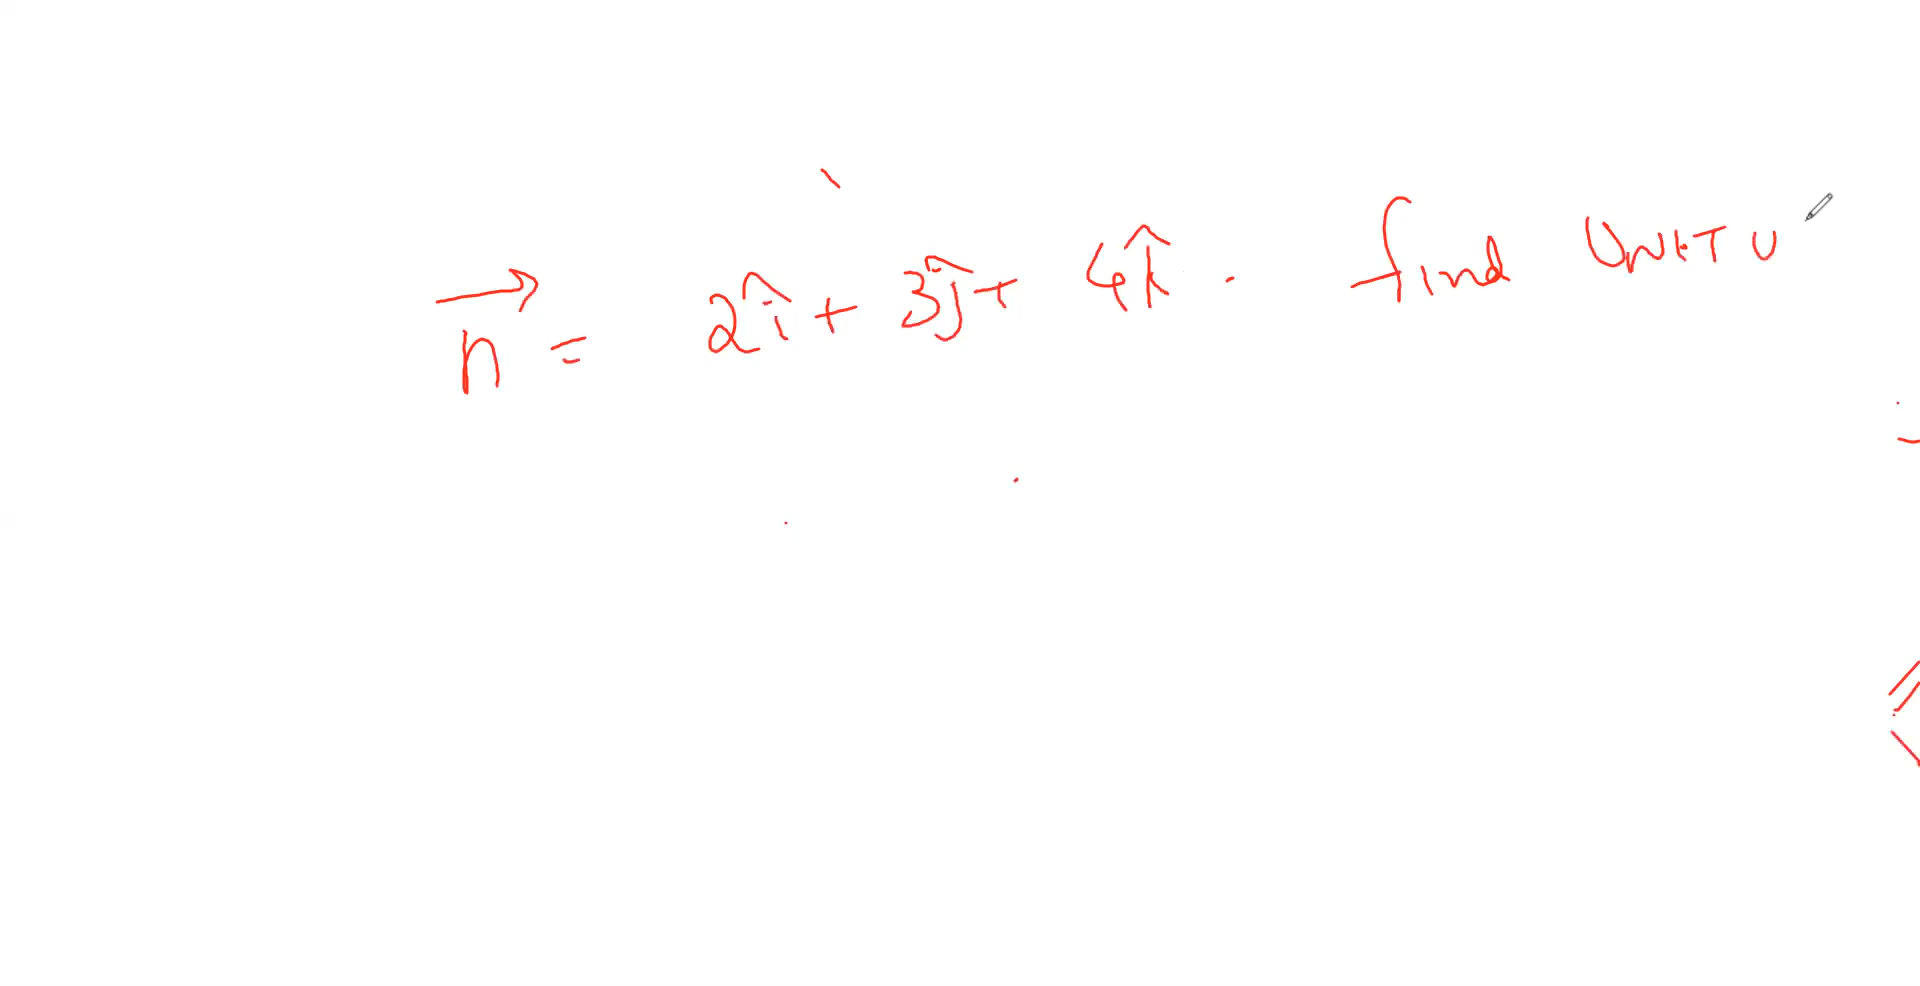 n⃗ = 2î + 3ĵ + 4k̂ . find UNIT U